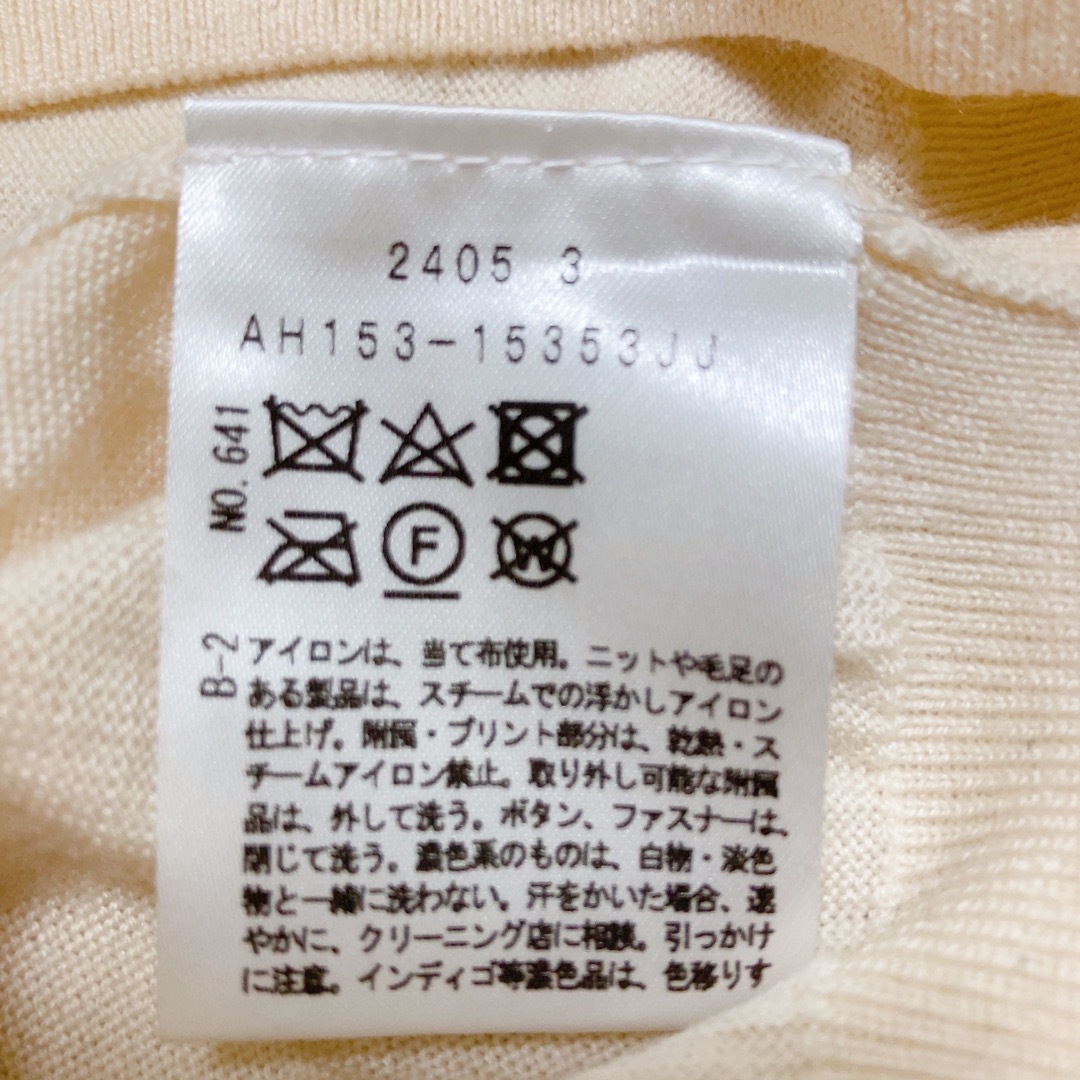 2405 3
AH153-15353JJ
NO. 641
F
W
B-2
アイロンは、当て布使用。ニットや毛足の
ある製品は、スチームでの浮かしアイロン
仕上げ。附属・プリント部分は、乾熱・ス
チームアイロン禁止。取り外し可能な附属
品は、外して洗う。ボタン、ファスナーは、
閉じて洗う。濃色系のものは、白物・淡色
物と一緒に洗わない。汗をかいた場合、速
やかに、クリーニング店に相談。引っかけ
に注意。インディゴ等濃色品は、色移りす